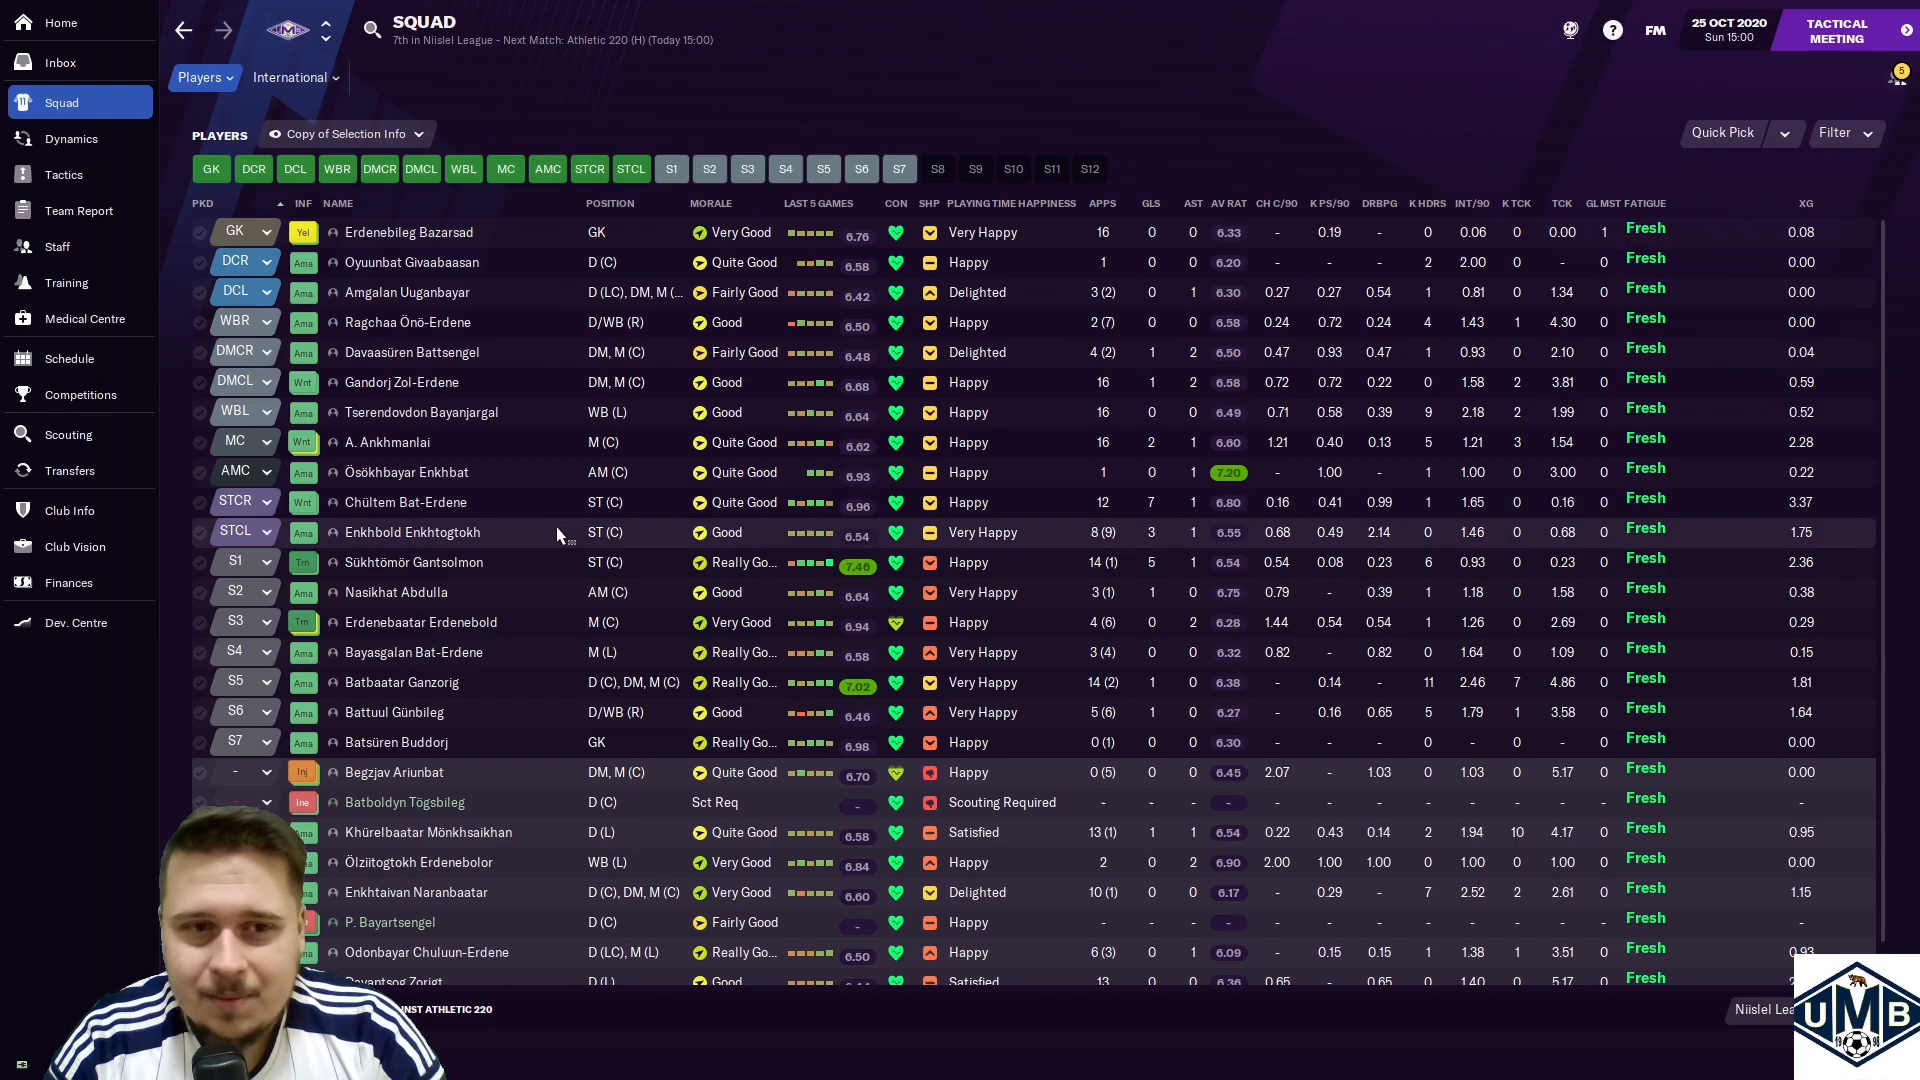 Home
Inbox
Squad
Dynamics
Tactics
Team Report
Staff
Training
Medical Centre
Schedule
Competitions
Scouting
Transfers
Club Info
Club Vision
Finances
Dev. Centre
SQUAD
7th in Niislel League - Next Match: Athletic 220 (H) (Today 15:00)
? FM 25 OCT 2020 Sun 15:00 TACTICAL MEETING
Players International 5
PLAYERS Copy of Selection Info Quick Pick Filter
GK DCR DCL WBR DMCR DMCL WBL MC AMC STCR STCL S1 S2 S3 S4 S5 S6 S7 S8 S9 S10 S11 S12
PKD INF NAME POSITION MORALE LAST 5 GAMES CON SHP PLAYING TIME HAPPINESS APPS GLS AST AV RAT CH C/90 K PS/90 DRBPG K HDRS INT/90 K TCK TCK GL MST FATIGUE XG
GK Yel Erdenebileg Bazarsad GK Very Good 6.76 Very Happy 16 0 0 6.33 - 0.19 - 0 0.06 0 0.00 1 Fresh 0.08
DCR Ama Oyuunbat Givaabaasan D (C) Quite Good 6.58 Happy 1 0 0 6.20 - - - 2 2.00 0 - 0 Fresh 0.00
DCL Ama Amgalan Uuganbayar D (LC), DM, M (... Fairly Good 6.42 Delighted 3 (2) 0 1 6.30 0.27 0.27 0.54 1 0.81 0 1.34 0 Fresh 0.00
WBR Ama Ragchaa Önö-Erdene D/WB (R) Good 6.50 Happy 2 (7) 0 0 6.58 0.24 0.72 0.24 4 1.43 1 4.30 0 Fresh 0.00
DMCR Ama Davaasüren Battsengel DM, M (C) Fairly Good 6.48 Delighted 4 (2) 1 2 6.50 0.47 0.93 0.47 1 0.93 0 2.10 0 Fresh 0.04
DMCL Wnt Gandorj Zol-Erdene DM, M (C) Good 6.68 Happy 16 1 2 6.58 0.72 0.72 0.22 0 1.58 2 3.81 0 Fresh 0.59
WBL Ama Tserendovdon Bayanjargal WB (L) Good 6.64 Happy 16 0 0 6.49 0.71 0.58 0.39 9 2.18 2 1.99 0 Fresh 0.52
MC Wnt A. Ankhmanlai M (C) Quite Good 6.62 Happy 16 2 1 6.60 1.21 0.40 0.13 5 1.21 3 1.54 0 Fresh 2.28
AMC Ama Ösökhbayar Enkhbat AM (C) Quite Good 6.93 Happy 1 0 1 7.20 - 1.00 - 1 1.00 0 3.00 0 Fresh 0.22
STCR Wnt Chültem Bat-Erdene ST (C) Quite Good 6.96 Happy 12 7 1 6.80 0.16 0.41 0.99 1 1.65 0 0.16 0 Fresh 3.37
STCL Ama Enkhbold Enkhtogtokh ST (C) Good 6.54 Very Happy 8 (9) 3 1 6.55 0.68 0.49 2.14 0 1.46 0 0.68 0 Fresh 1.75
S1 Trn Sükhtömör Gantsolmon ST (C) Really Go... 7.46 Happy 14 (1) 5 1 6.54 0.54 0.08 0.23 6 0.93 0 0.23 0 Fresh 2.36
S2 Ama Nasikhat Abdulla AM (C) Good 6.64 Very Happy 3 (1) 0 0 6.75 0.79 - 0.39 1 1.18 0 1.58 0 Fresh 0.38
S3 Trn Erdenebaatar Erdenebold M (C) Very Good 6.94 Happy 4 (6) 0 2 6.28 1.44 0.54 0.54 1 1.26 0 2.69 0 Fresh 0.29
S4 Ama Bayasgalan Bat-Erdene M (L) Really Go... 6.58 Very Happy 3 (4) 0 0 6.32 0.82 - 0.82 0 1.64 0 1.09 0 Fresh 0.15
S5 Ama Batbaatar Ganzorig D (C), DM, M (C) Really Go... 7.02 Very Happy 14 (2) 1 0 6.38 - 0.14 - 11 2.46 7 4.86 0 Fresh 1.81
S6 Ama Battuul Günbileg D/WB (R) Good 6.46 Very Happy 5 (6) 1 0 6.27 - 0.16 0.65 5 1.79 1 3.58 0 Fresh 1.64
S7 Ama Batsüren Buddorj GK Really Go... 6.98 Happy 0 (1) 0 0 6.30 - - - 0 - 0 - 0 Fresh 0.00
- Inj Begzjav Ariunbat DM, M (C) Quite Good 6.70 Happy 0 (5) 0 0 6.45 2.07 - 1.03 0 1.03 0 5.17 0 Fresh 0.00
- Ine Batboldyn Tögsbileg D (C) Sct Req - Scouting Required - - - - - - - - - - - - Fresh -
Khürelbaatar Mönkhsaikhan D (L) Quite Good 6.58 Satisfied 13 (1) 1 1 6.54 0.22 0.43 0.14 2 1.94 10 4.17 0 Fresh 0.95
Ölziitogtokh Erdenebolor WB (L) Very Good 6.84 Happy 2 0 2 6.90 2.00 1.00 1.00 0 1.00 0 1.00 0 Fresh 0.00
Enkhtaivan Naranbaatar D (C), DM, M (C) Very Good 6.60 Delighted 10 (1) 0 0 6.17 - 0.29 - 7 2.52 2 2.61 0 Fresh 1.15
P. Bayartsengel D (C) Fairly Good - Happy - - - - - - - - - - - - Fresh -
Odonbayar Chuluun-Erdene D (LC), M (L) Really Go... 6.50 Happy 6 (3) 0 1 6.09 - 0.15 0.15 1 1.38 1 3.51 0 Fresh 0.93
D (L) Good Satisfied 13 0 0 6.36 0.65 - 0.65 0 1.40 0 5.17 0 Fresh
INST ATHLETIC 220 Niislel Lea
UMB
1998